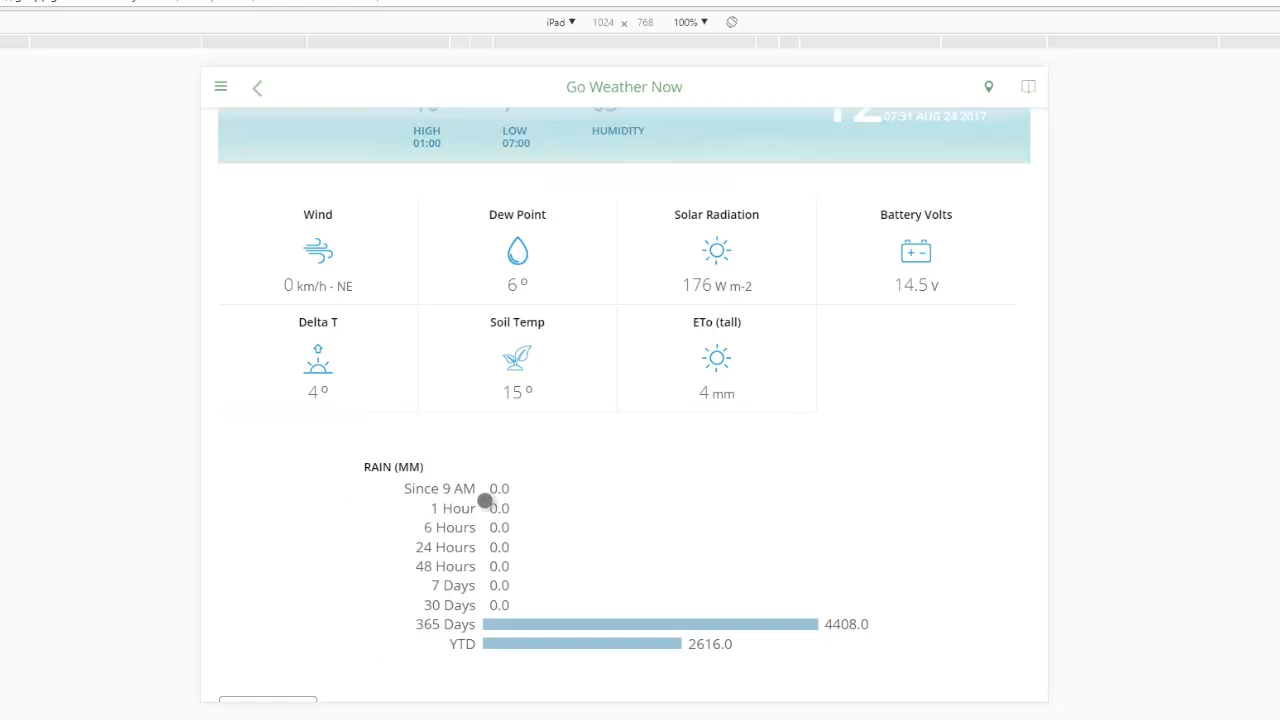 iPad ▼ 1024 × 768 100% ▼
Go Weather Now
HIGH LOW HUMIDITY
01:00 07:00
07:31 AUG 24 2017
Wind Dew Point Solar Radiation Battery Volts
0 km/h - NE 6 º 176 W m-2 14.5 V
Delta T Soil Temp ETo (tall)
4 º 15 º 4 mm
RAIN (MM)
Since 9 AM 0.0
1 Hour 0.0
6 Hours 0.0
24 Hours 0.0
48 Hours 0.0
7 Days 0.0
30 Days 0.0
365 Days 4408.0
YTD 2616.0